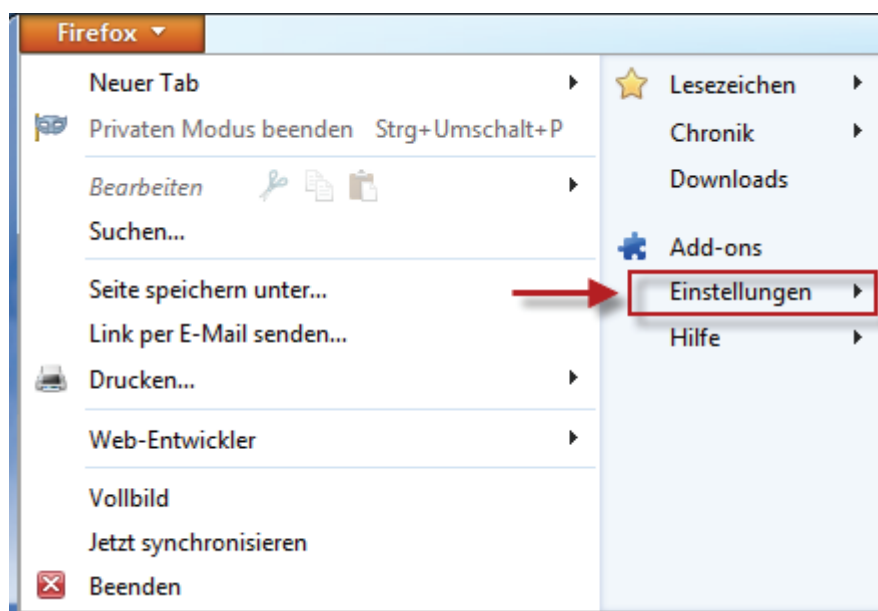 Firefox
Neuer Tab
Privaten Modus beenden Strg+Umschalt+P
Bearbeiten
Suchen...
Seite speichern unter...
Link per E-Mail senden...
Drucken...
Web-Entwickler
Vollbild
Jetzt synchronisieren
Beenden
Lesezeichen
Chronik
Downloads
Add-ons
Einstellungen
Hilfe